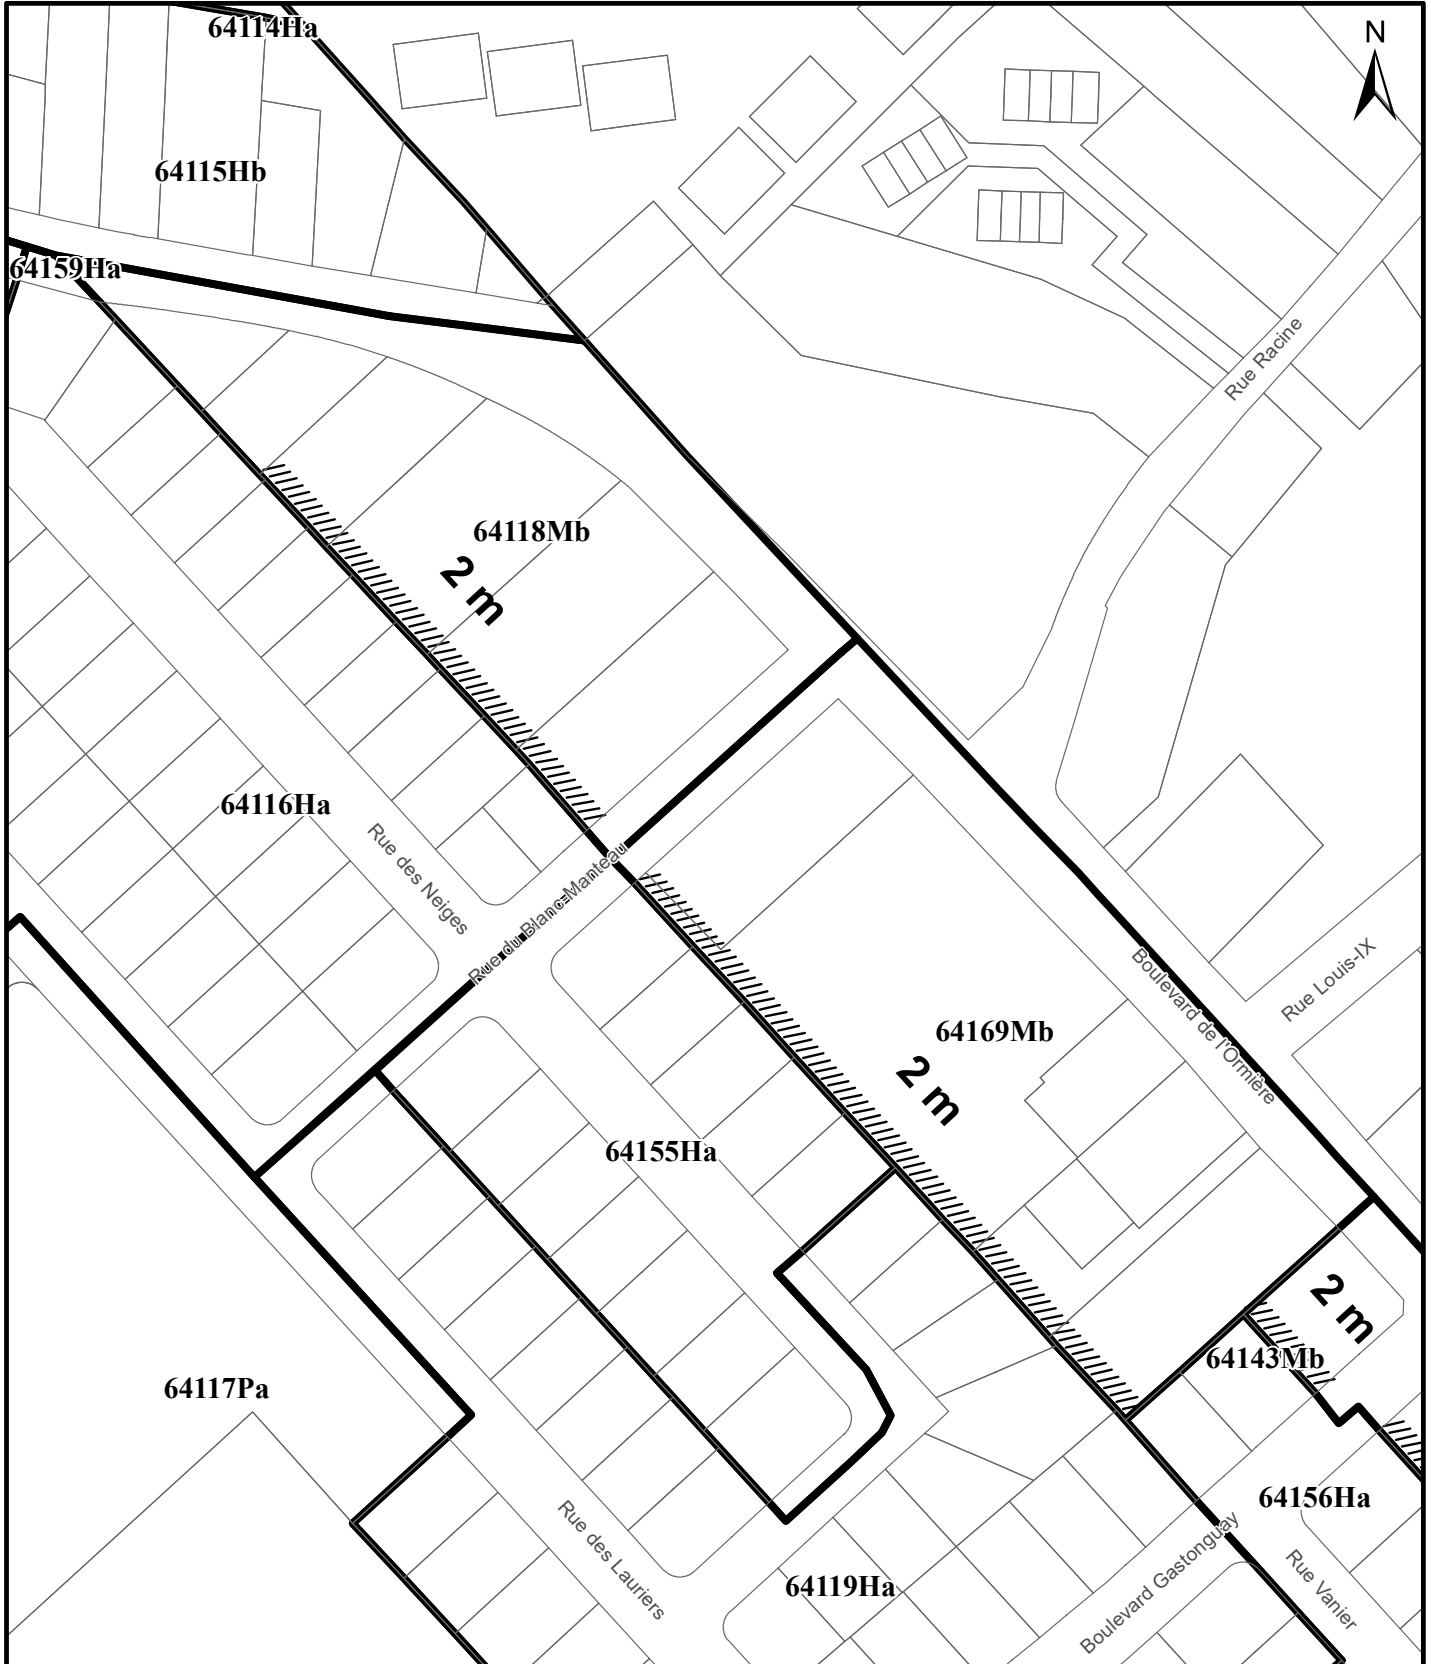 64114Ha
N
64115Hb
64159Ha
Rue Racine
64118Mb
2 m
64116Ha
Rue des Neiges
Rue du Blanc-Manteau
Boulevard de l'Ormière
Rue Louis-IX
64169Mb
2 m
64155Ha
2 m
64143Mb
64117Pa
64156Ha
Rue des Lauriers
64119Ha
Boulevard Gastonguay
Rue Vanier